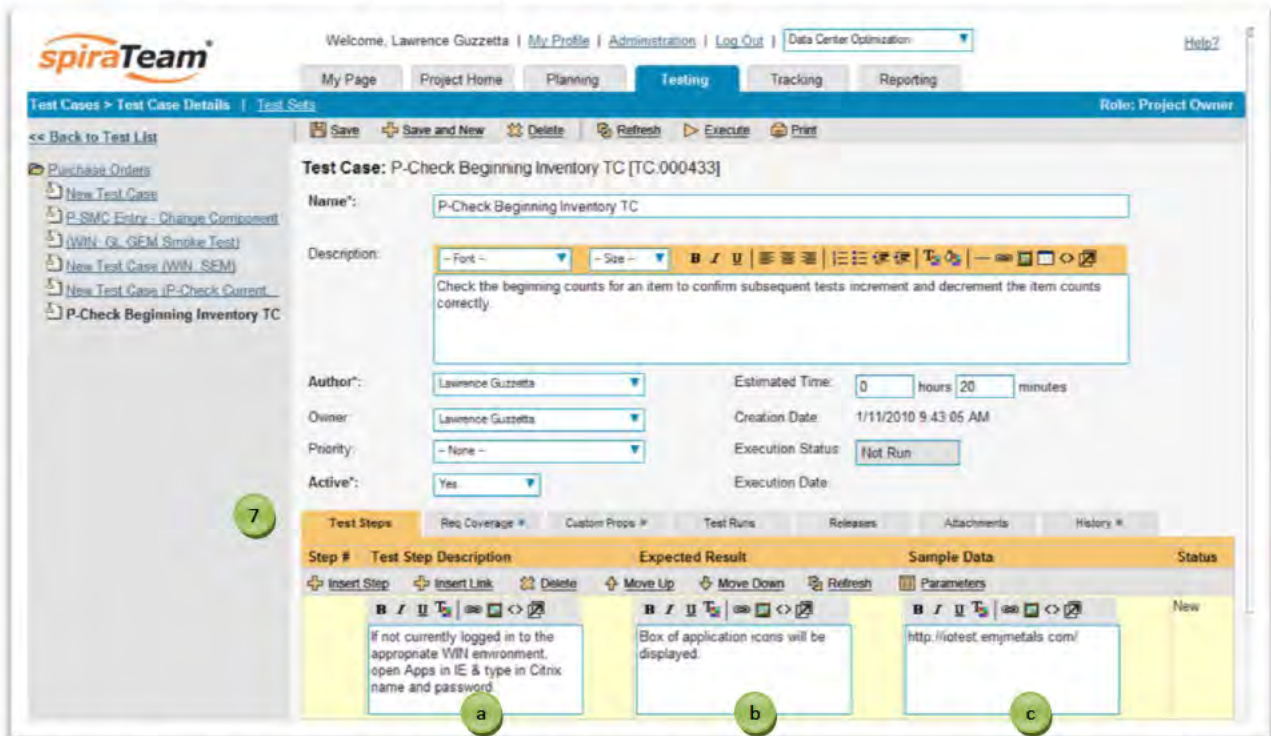 spiraTeam®
Welcome, Lawrence Guzzetta | My Profile | Administration | Log Out | Data Center Optimization
Help?
My Page Project Home Planning Testing Tracking Reporting
Test Cases > Test Case Details | Test Sets
Role: Project Owner
<< Back to Test List
Purchase Orders
New Test Case
P-SMC Entry - Change Component
(WIN: GL GEM Smoke Test)
New Test Case (WIN: SEM)
New Test Case (P-Check Current...
P-Check Beginning Inventory TC
Save Save and New Delete Refresh Execute Print
Test Case: P-Check Beginning Inventory TC [TC:000433]
Name*: P-Check Beginning Inventory TC
Description: -- Font -- -- Size -- B I U
Check the beginning counts for an item to confirm subsequent tests increment and decrement the item counts
correctly.
Author*: Lawrence Guzzetta Estimated Time: 0 hours 20 minutes
Owner Lawrence Guzzetta Creation Date 1/11/2010 9:43:05 AM
Priority: -- None -- Execution Status: Not Run
Active*: Yes Execution Date
7
Test Steps Req Coverage * Custom Props * Test Runs Releases Attachments History *
Step # Test Step Description Expected Result Sample Data Status
Insert Step Insert Link Delete Move Up Move Down Refresh Parameters
B I U B I U B I U New
If not currently logged in to the
appropriate WIN environment,
open Apps in IE & type in Citrix
name and password.
Box of application icons will be
displayed.
http://iotest.emjmetals.com/
a b c